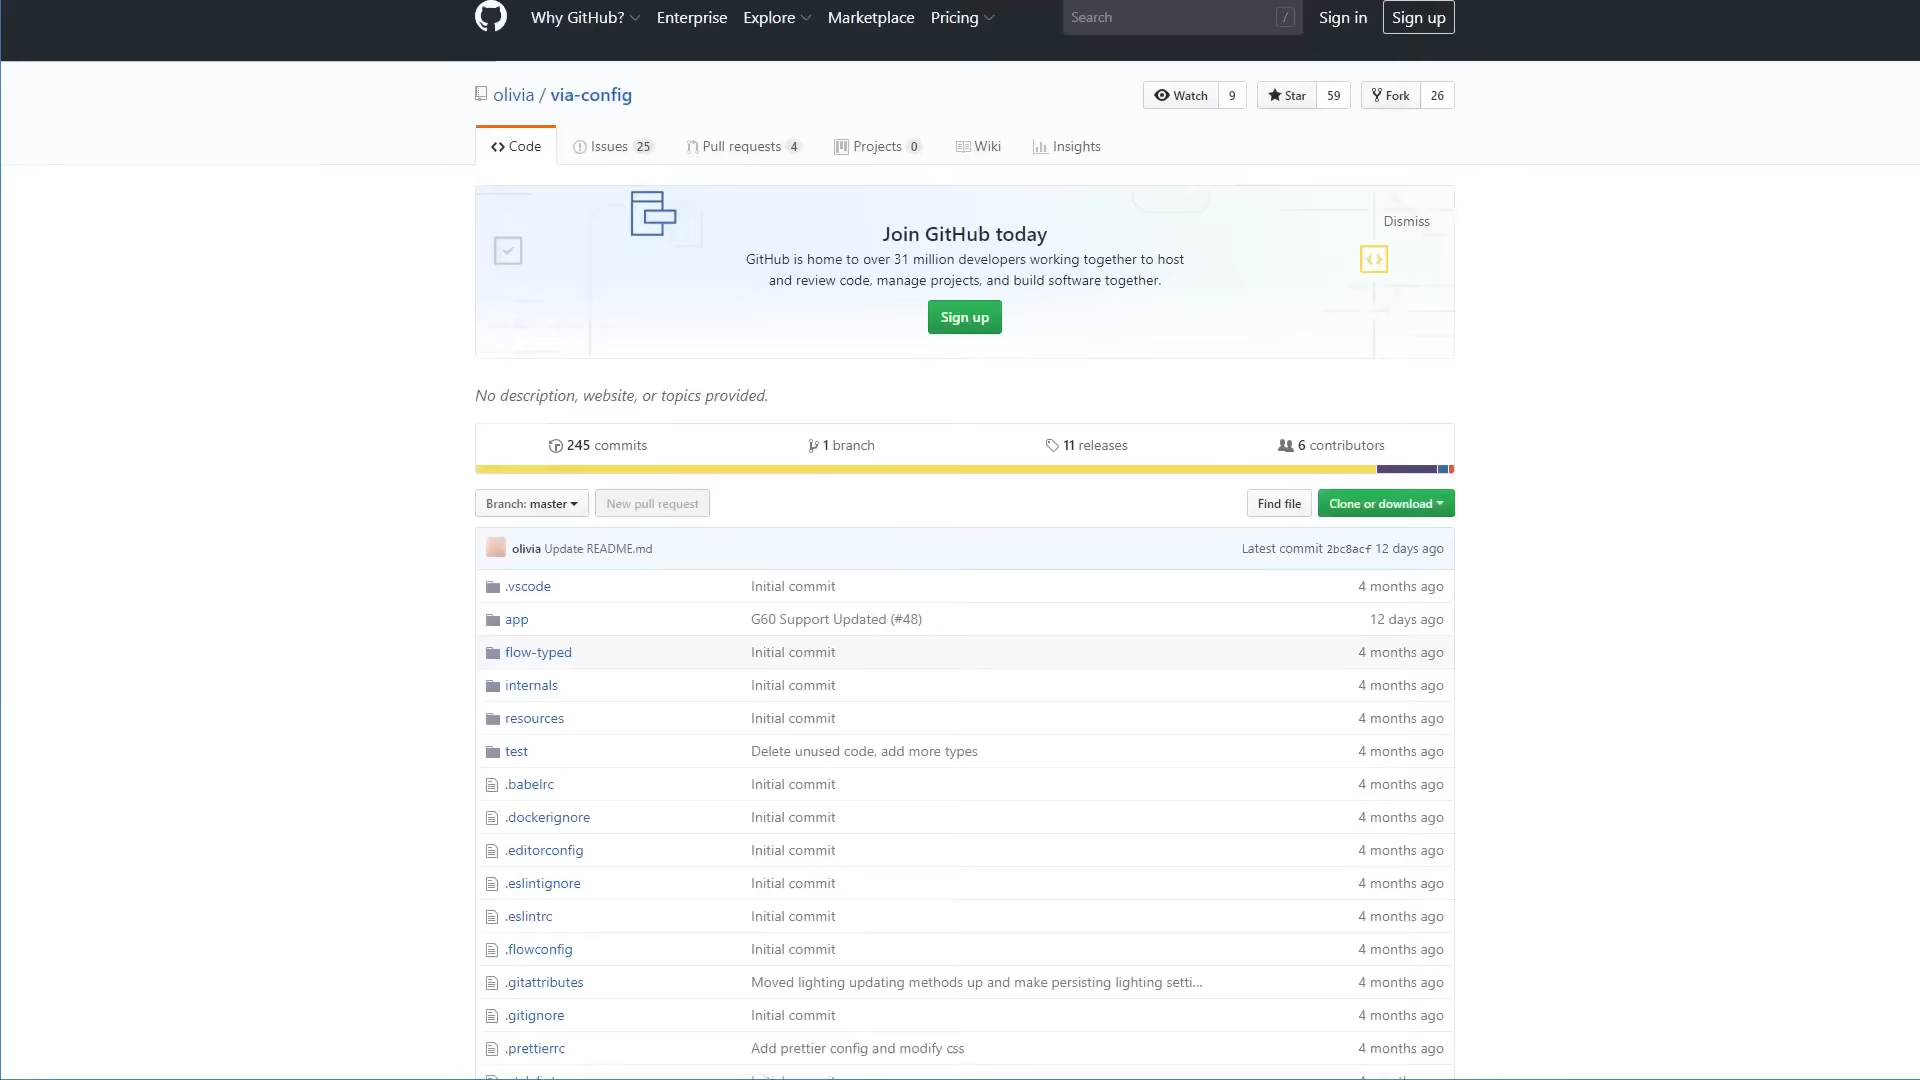 Why GitHub? Enterprise Explore Marketplace Pricing Search / Sign in Sign up
olivia / via-config Watch 9 Star 59 Fork 26
Code Issues 25 Pull requests 4 Projects 0 Wiki Insights
Dismiss
Join GitHub today
GitHub is home to over 31 million developers working together to host
and review code, manage projects, and build software together.
Sign up
No description, website, or topics provided.
245 commits 1 branch 11 releases 6 contributors
Branch: master New pull request Find file Clone or download
olivia Update README.md Latest commit 2bc8acf 12 days ago
.vscode Initial commit 4 months ago
app G60 Support Updated (#48) 12 days ago
flow-typed Initial commit 4 months ago
internals Initial commit 4 months ago
resources Initial commit 4 months ago
test Delete unused code, add more types 4 months ago
.babelrc Initial commit 4 months ago
.dockerignore Initial commit 4 months ago
.editorconfig Initial commit 4 months ago
.eslintignore Initial commit 4 months ago
.eslintrc Initial commit 4 months ago
.flowconfig Initial commit 4 months ago
.gitattributes Moved lighting updating methods up and make persisting lighting setti... 4 months ago
.gitignore Initial commit 4 months ago
.prettierrc Add prettier config and modify css 4 months ago